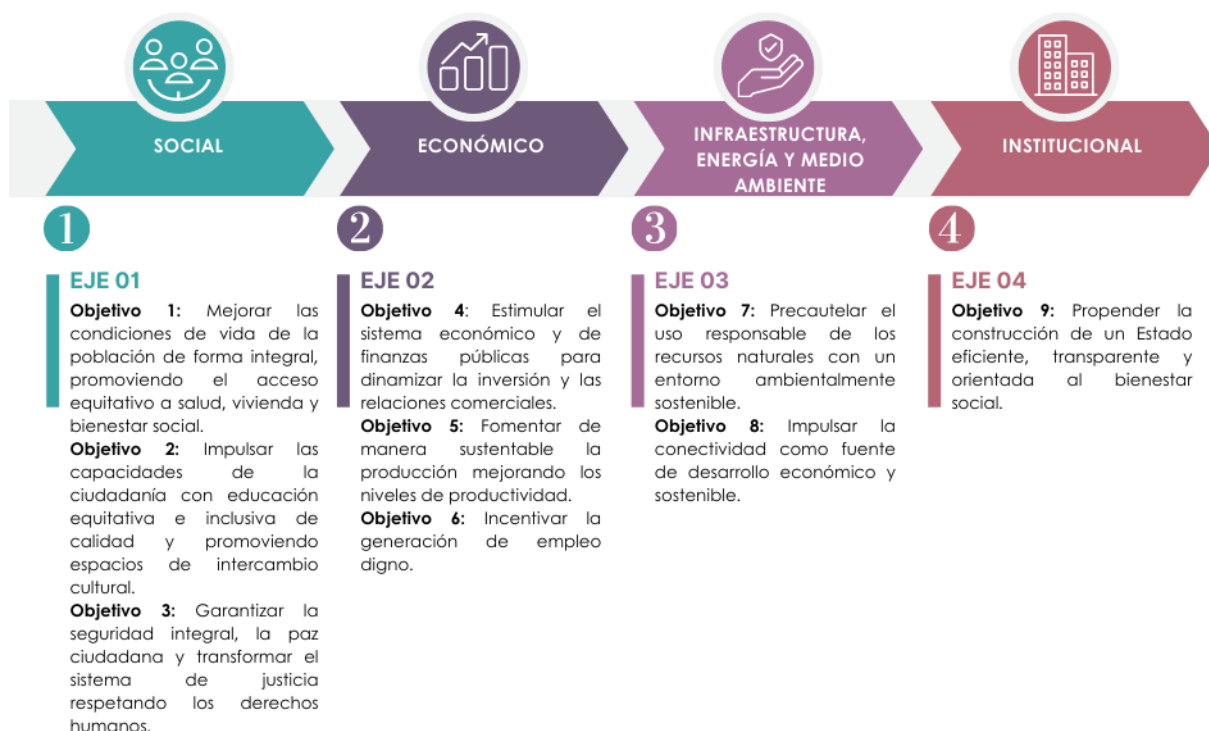 SOCIAL
ECONÓMICO
INFRAESTRUCTURA,
ENERGÍA Y MEDIO
AMBIENTE
INSTITUCIONAL
1
EJE 01
Objetivo 1: Mejorar las
condiciones de vida de la
población de forma integral,
promoviendo el acceso
equitativo a salud, vivienda y
bienestar social.
Objetivo 2: Impulsar las
capacidades de la
ciudadanía con educación
equitativa e inclusiva de
calidad y promoviendo
espacios de intercambio
cultural.
Objetivo 3: Garantizar la
seguridad integral, la paz
ciudadana y transformar el
sistema de justicia
respetando los derechos
humanos.
2
EJE 02
Objetivo 4: Estimular el
sistema económico y de
finanzas públicas para
dinamizar la inversión y las
relaciones comerciales.
Objetivo 5: Fomentar de
manera sustentable la
producción mejorando los
niveles de productividad.
Objetivo 6: Incentivar la
generación de empleo
digno.
3
EJE 03
Objetivo 7: Precautelar el
uso responsable de los
recursos naturales con un
entorno ambientalmente
sostenible.
Objetivo 8: Impulsar la
conectividad como fuente
de desarrollo económico y
sostenible.
4
EJE 04
Objetivo 9: Propender la
construcción de un Estado
eficiente, transparente y
orientada al bienestar
social.